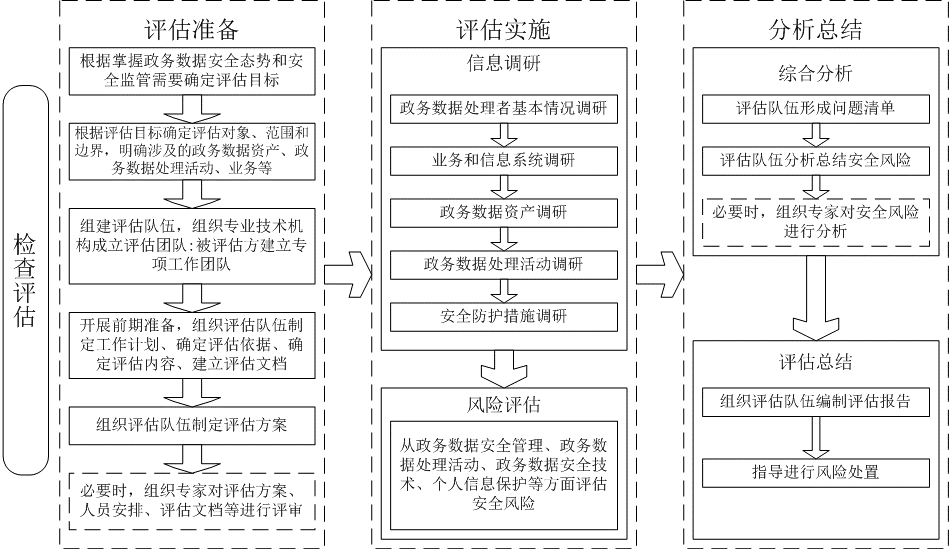 检查评估
评估准备
根据掌握政务数据安全态势和安
全监管需要确定评估目标
根据评估目标确定评估对象、范围和
边界，明确涉及的政务数据资产、政
务数据处理活动、业务等
组建评估队伍，组织专业技术机
构成立评估团队:被评估方建立专
项工作团队
开展前期准备，组织评估队伍制
定工作计划、确定评估依据、确
定评估内容、建立评估文档
组织评估队伍制定评估方案
必要时，组织专家对评估方案、
人员安排、评估文档等进行评审
评估实施
信息调研
政务数据处理者基本情况调研
业务和信息系统调研
政务数据资产调研
政务数据处理活动调研
安全防护措施调研
风险评估
从政务数据安全管理、政务数
据处理活动、政务数据安全技
术、个人信息保护等方面评估
安全风险
分析总结
综合分析
评估队伍形成问题清单
评估队伍分析总结安全风险
必要时，组织专家对安全风险
进行分析
评估总结
组织评估队伍编制评估报告
指导进行风险处置